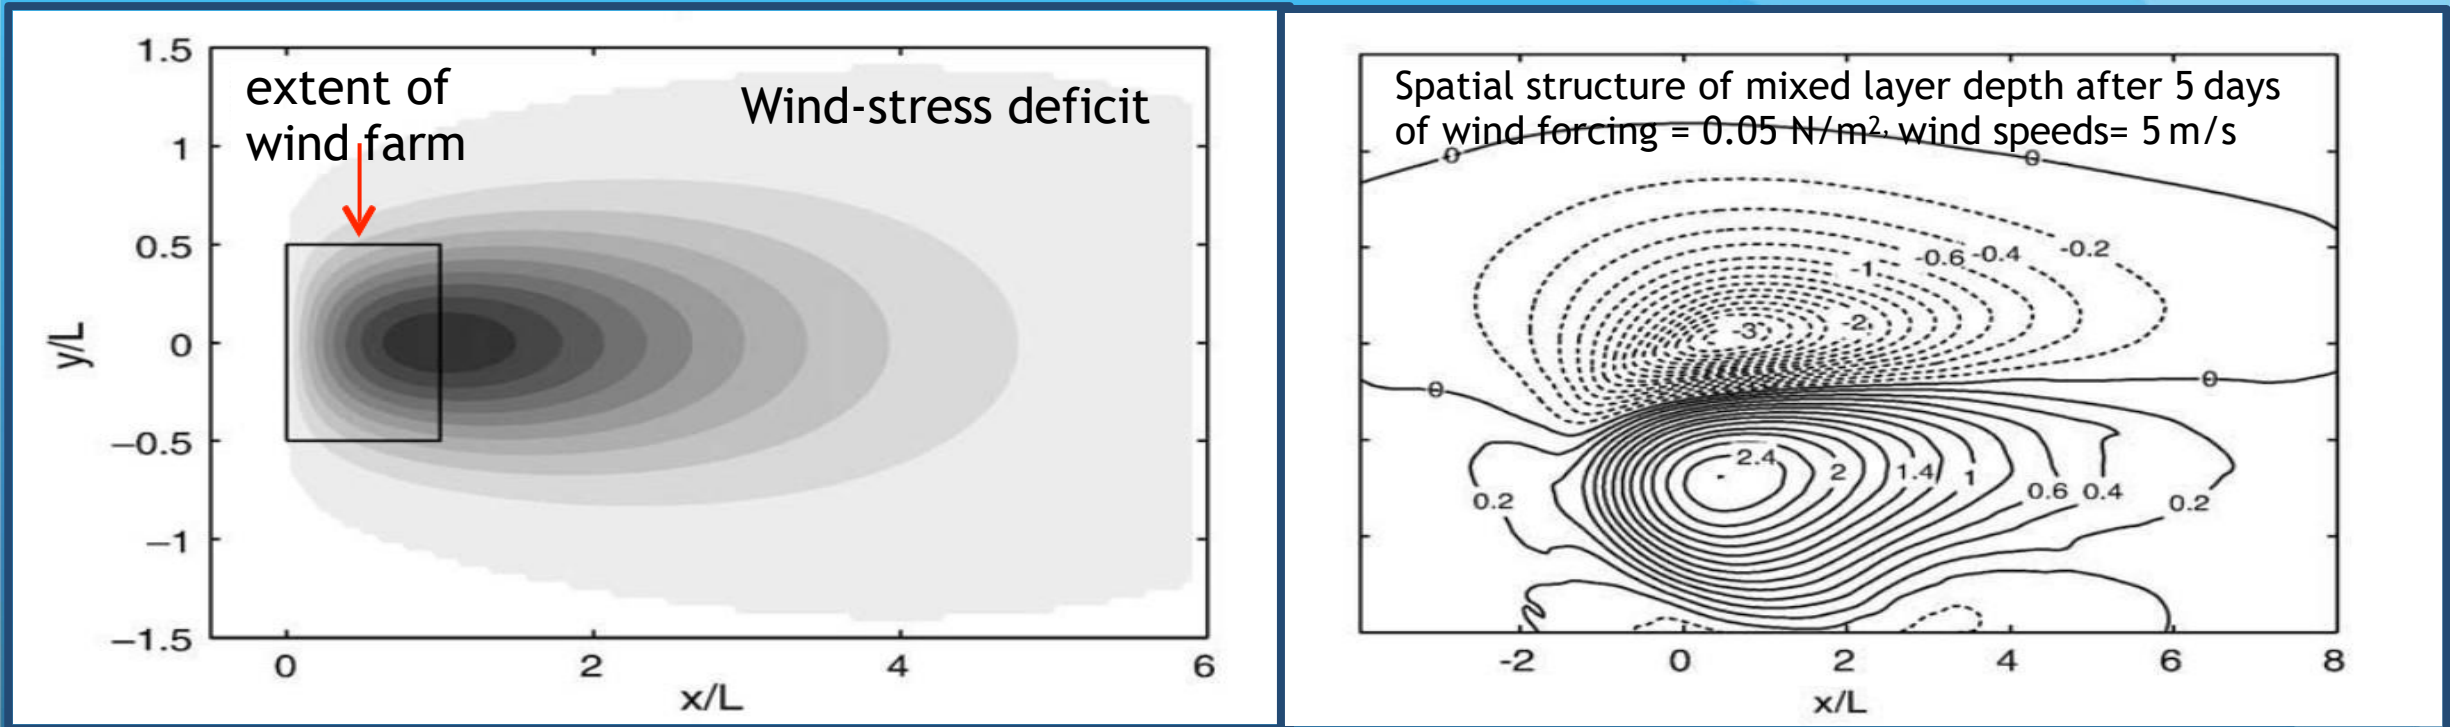 1.5
extent of
wind farm
Wind-stress deficit
1
0.5
y/L
0
−0.5
−1
−1.5
0 2 4 6
x/L
Spatial structure of mixed layer depth after 5 days
of wind forcing = 0.05 N/m², wind speeds= 5 m/s
0 0
-0.6 -0.4 -0.2
-1
-3 -2
0 0
2.4 2 1.4 1 0.6 0.4 0.2
0.2
-2 0 2 4 6 8
x/L